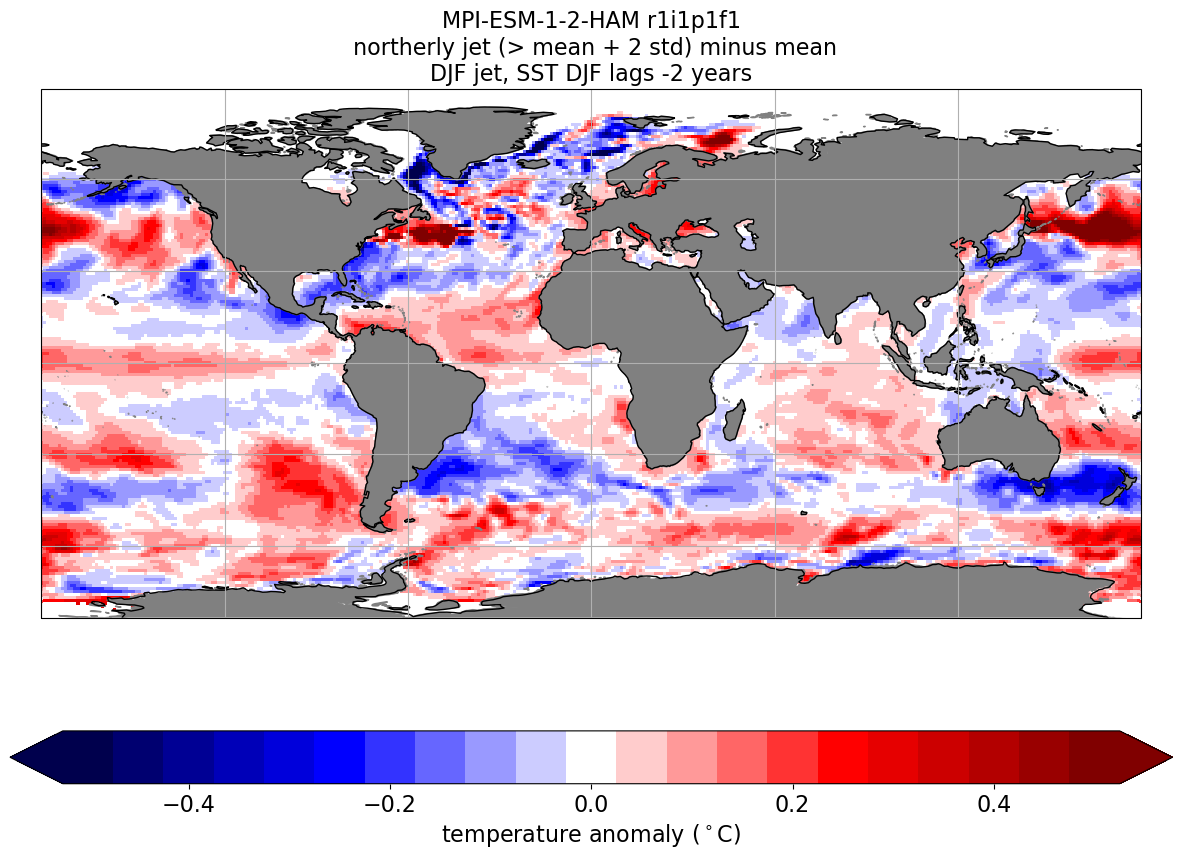 MPI-ESM-1-2-HAM r1i1p1f1
northerly jet (> mean + 2 std) minus mean
DJF jet, SST DJF lags -2 years
−0.4 −0.2 0.0 0.2 0.4
temperature anomaly (°C)